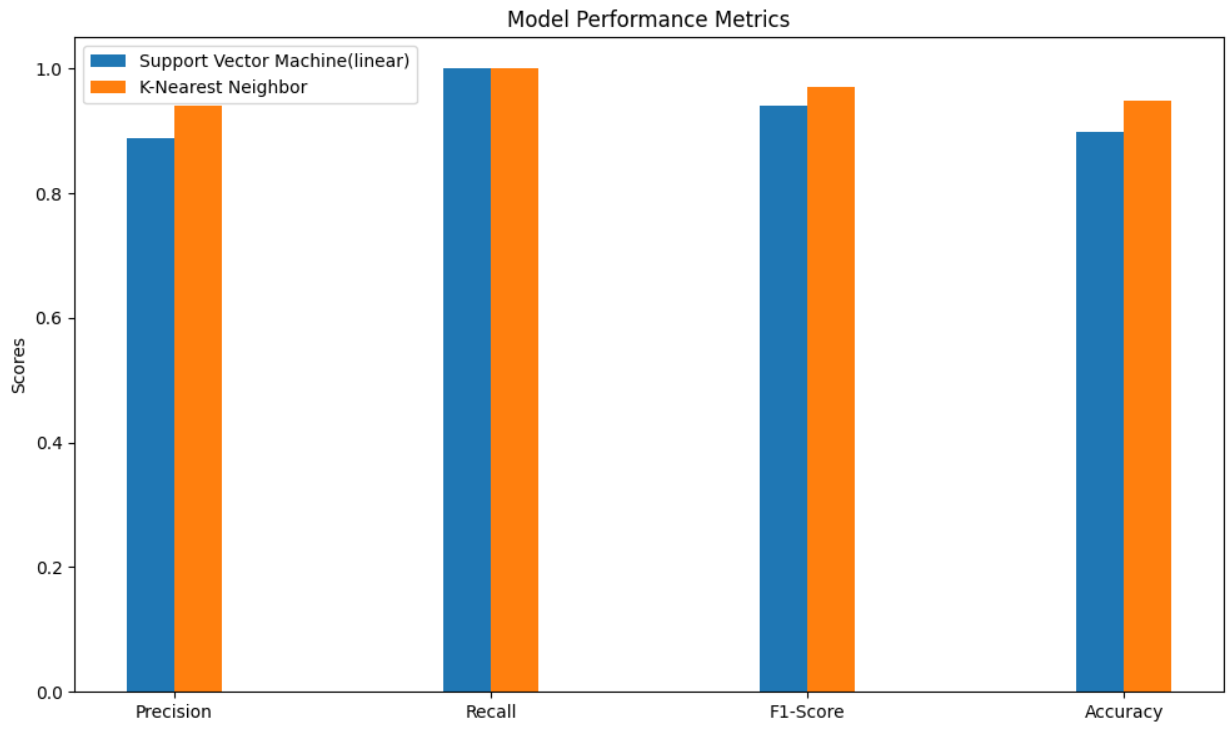 Model Performance Metrics
Support Vector Machine(linear)
K-Nearest Neighbor
1.0
0.8
0.6
0.4
0.2
0.0
Scores
Precision
Recall
F1-Score
Accuracy